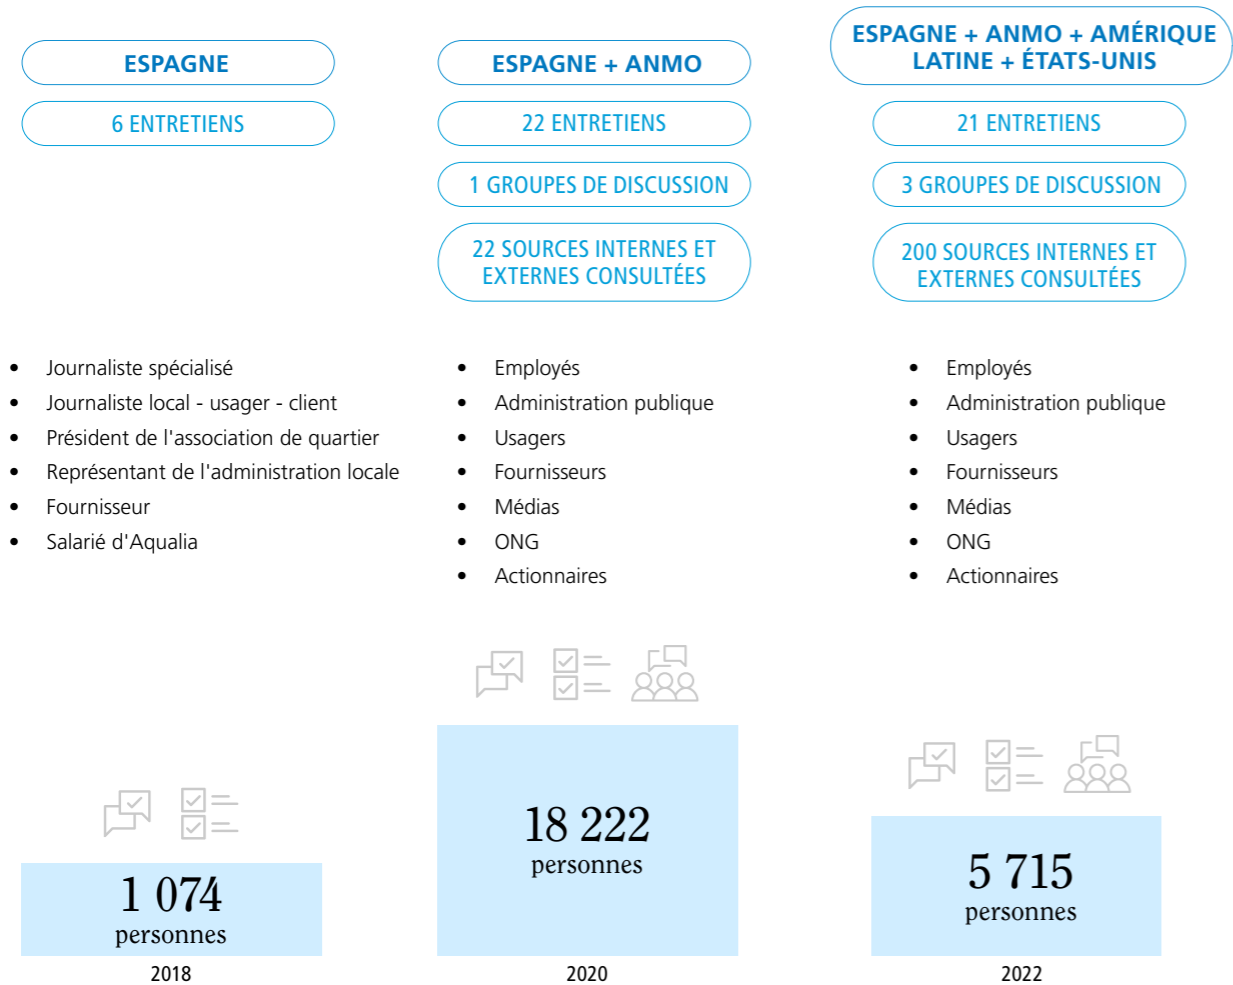 ESPAGNE
6 ENTRETIENS
• Journaliste spécialisé
• Journaliste local - usager - client
• Président de l'association de quartier
• Représentant de l'administration locale
• Fournisseur
• Salarié d'Aqualia
1 074
personnes
2018
ESPAGNE + ANMO
22 ENTRETIENS
1 GROUPES DE DISCUSSION
22 SOURCES INTERNES ET
EXTERNES CONSULTÉES
• Employés
• Administration publique
• Usagers
• Fournisseurs
• Médias
• ONG
• Actionnaires
18 222
personnes
2020
ESPAGNE + ANMO + AMÉRIQUE
LATINE + ÉTATS-UNIS
21 ENTRETIENS
3 GROUPES DE DISCUSSION
200 SOURCES INTERNES ET
EXTERNES CONSULTÉES
• Employés
• Administration publique
• Usagers
• Fournisseurs
• Médias
• ONG
• Actionnaires
5 715
personnes
2022